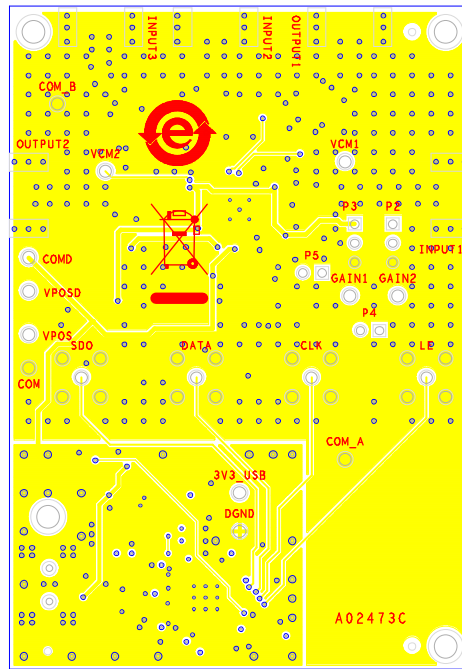 INPUT3
INPUT2
OUTPUT1
COM_B
OUTPUT2
VCM2
VCM1
P3
P2
INPUT1
COMD
P5
VPOSD
GAIN1
GAIN2
P4
VPOS
SDO
DATA
CLK
LE
COM
COM_A
3V3_USB
DGND
A02473C
e